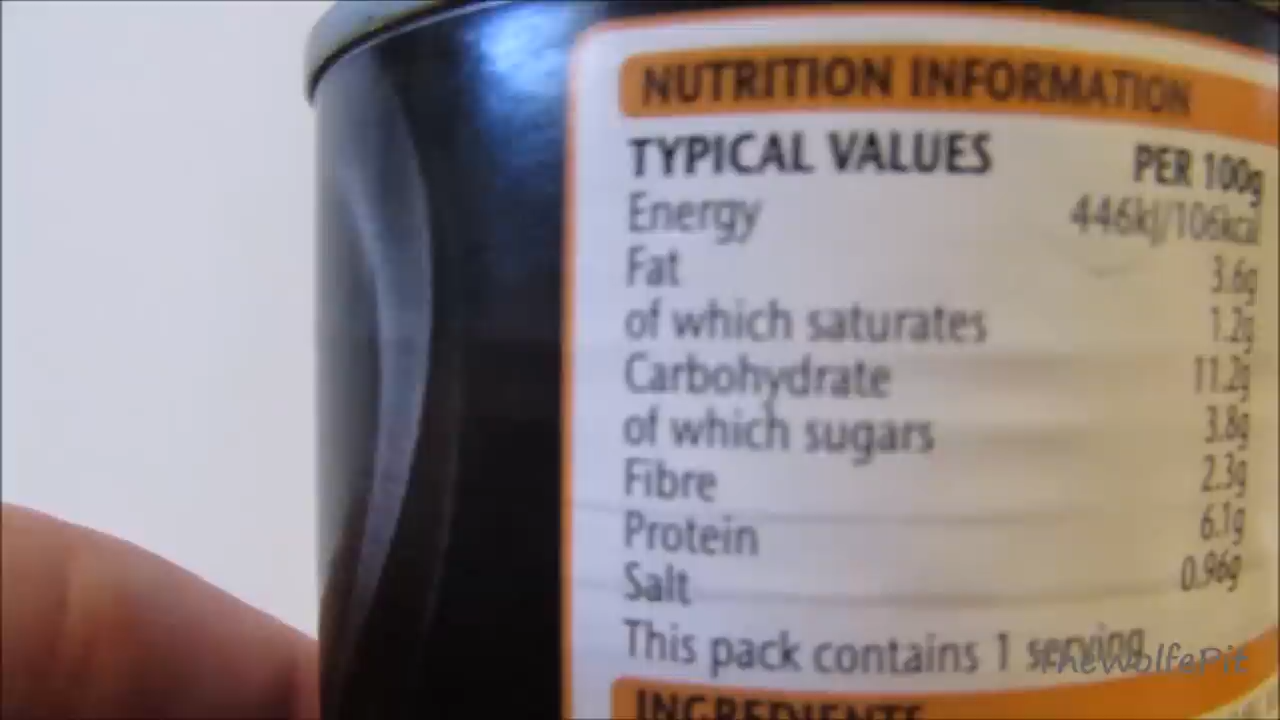 NUTRITION INFORMATION
TYPICAL VALUES PER 100g
Energy 446kJ/106kcal
Fat 3.6g
of which saturates 1.2g
Carbohydrate 11.2g
of which sugars 3.8g
Fibre 2.3g
Protein 6.1g
Salt 0.96g
This pack contains 1 serving
TheWolfePit
INGREDIENTS